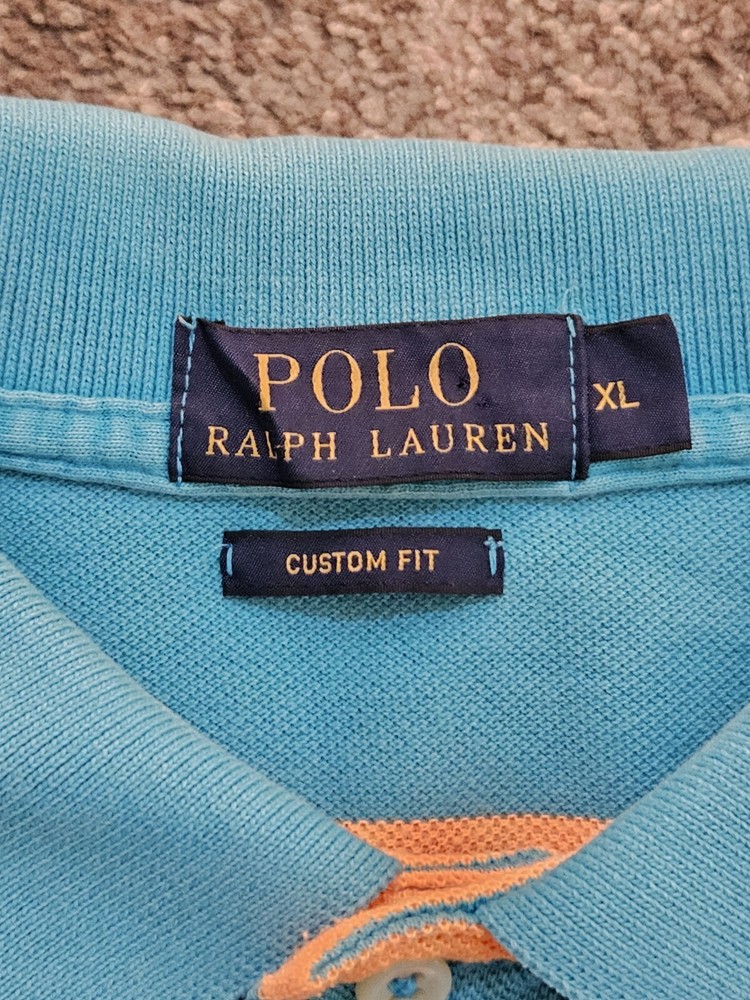 POLO
RALPH LAUREN
XL
CUSTOM FIT